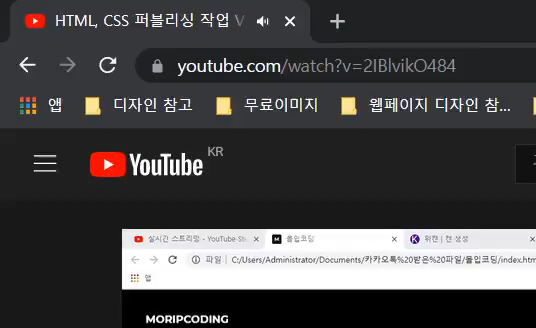 HTML, CSS 퍼블리싱 작업 V
youtube.com/watch?v=2IBlvikO484
앱 디자인 참고 무료이미지 웹페이지 디자인 참...
YouTube KR
실시간 스트리밍 - YouTube St 몰입코딩 위캔 | 캔 생성
파일 | C:/Users/Administrator/Documents/카카오톡%20받은%20파일/몰입코딩/index.htm
앱
MORIPCODING